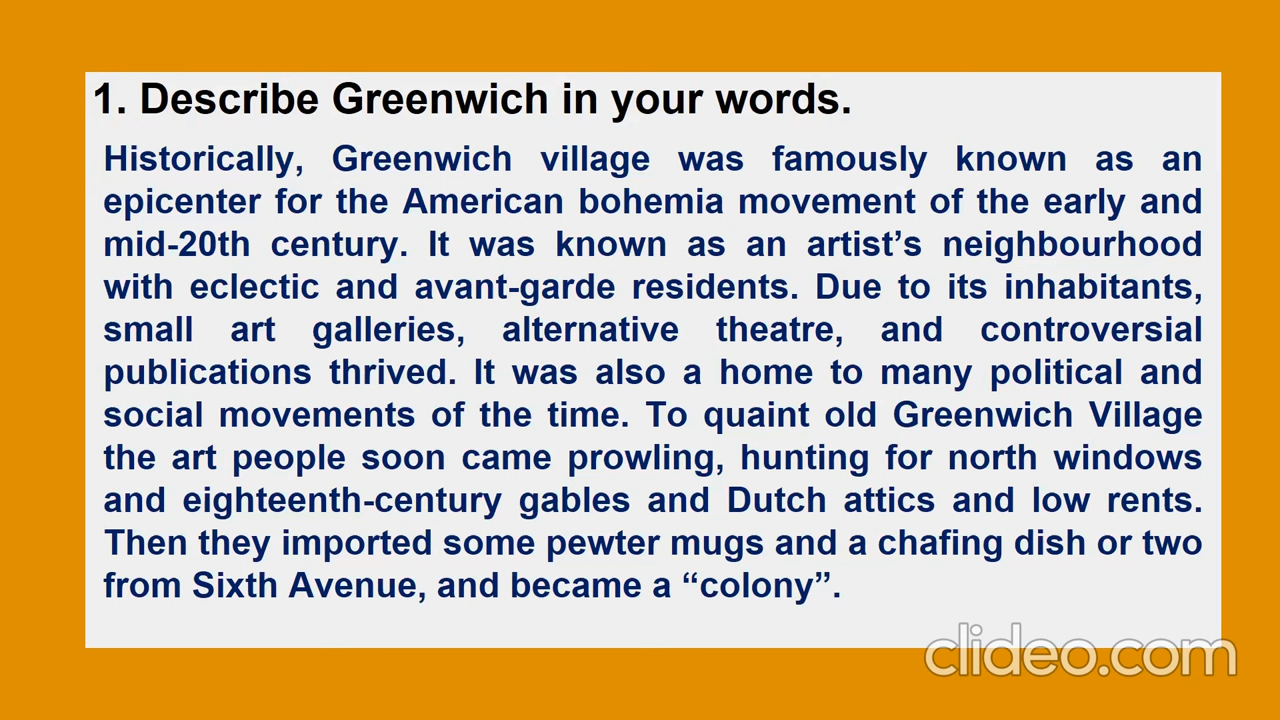 1. Describe Greenwich in your words.
Historically, Greenwich village was famously known as an
epicenter for the American bohemia movement of the early and
mid-20th century. It was known as an artist’s neighbourhood
with eclectic and avant-garde residents. Due to its inhabitants,
small art galleries, alternative theatre, and controversial
publications thrived. It was also a home to many political and
social movements of the time. To quaint old Greenwich Village
the art people soon came prowling, hunting for north windows
and eighteenth-century gables and Dutch attics and low rents.
Then they imported some pewter mugs and a chafing dish or two
from Sixth Avenue, and became a “colony”.
clideo.com